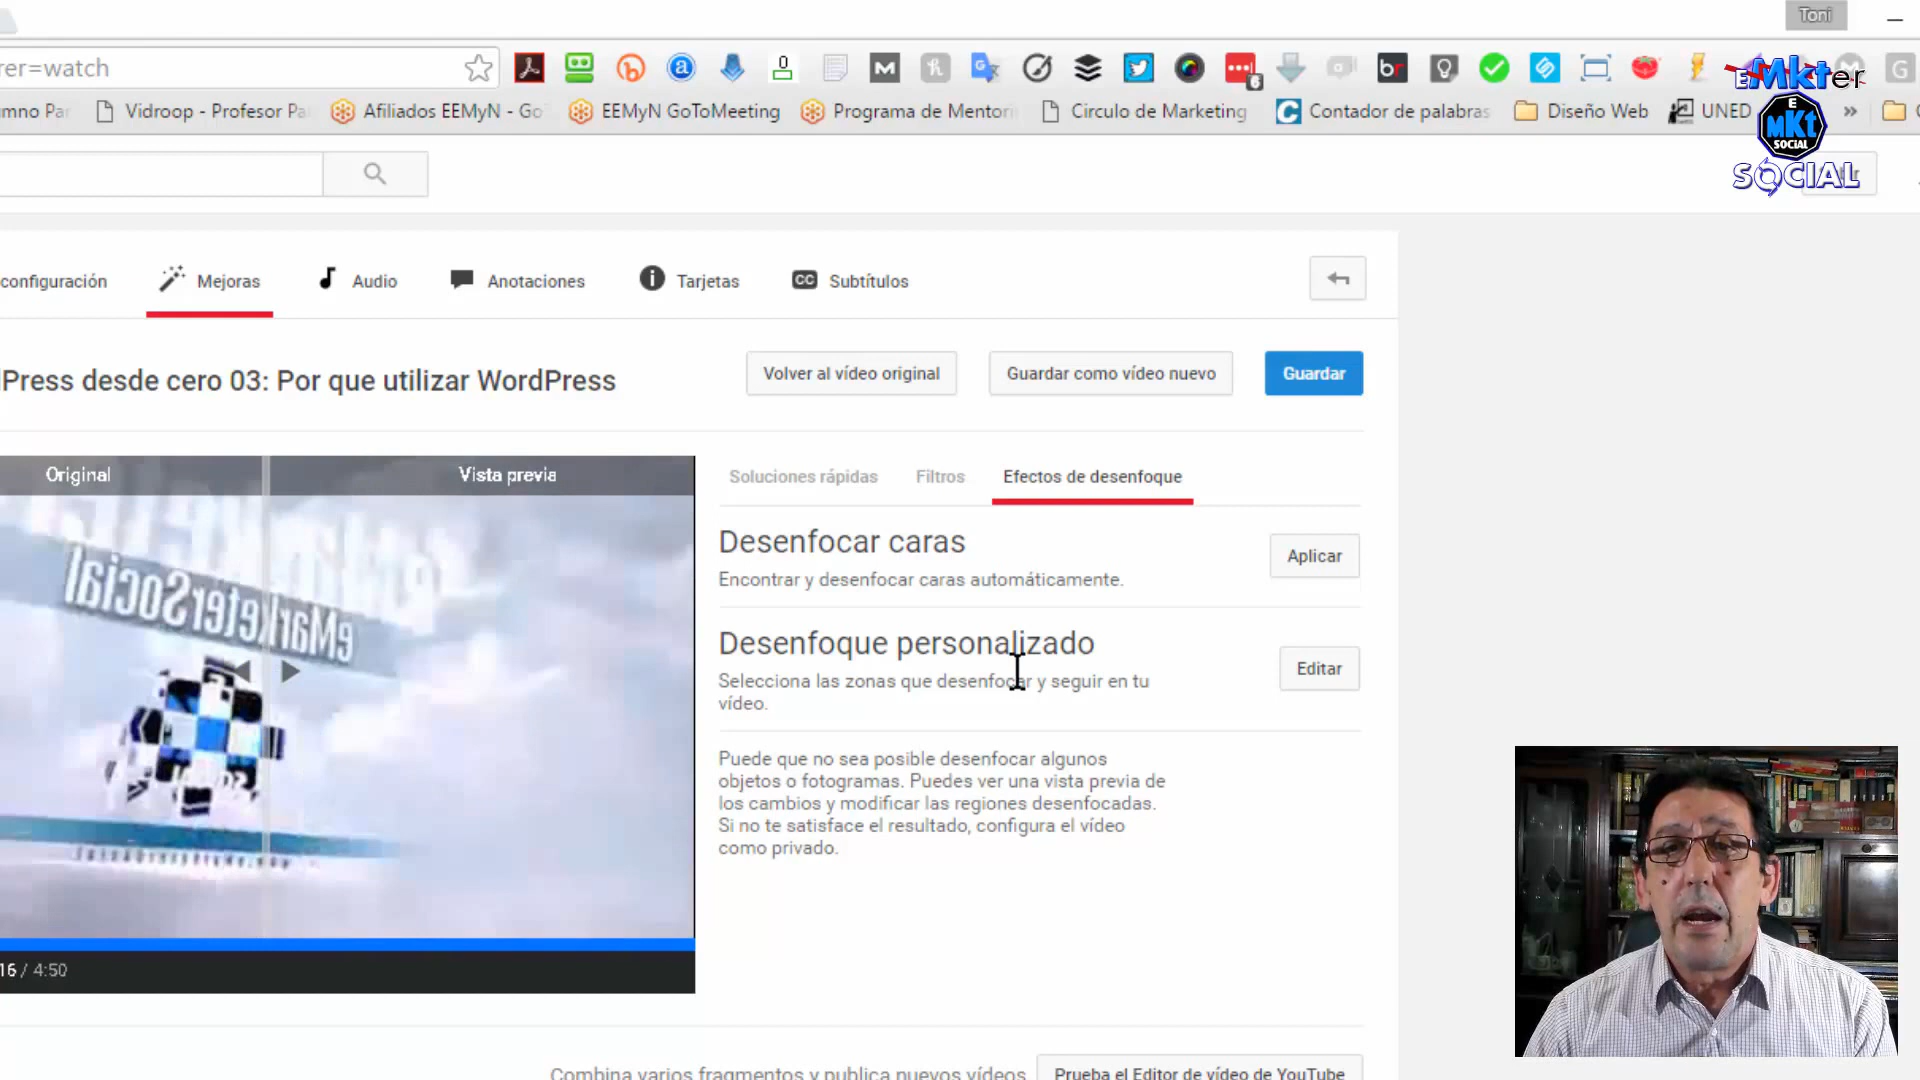 Toni
rer=watch
EMkter
E
MKt
SOCIAL
SOCIAL
Vidroop - Profesor
Afiliados EEMyN - Go
EEMyN GoToMeeting
Programa de Mentori
Circulo de Marketing
Contador de palabras
Diseño Web
UNED
»
configuración
Mejoras
Audio
Anotaciones
Tarjetas
CC Subtítulos
Press desde cero 03: Por que utilizar WordPress
Volver al vídeo original
Guardar como vídeo nuevo
Guardar
Original
Vista previa
Soluciones rápidas
Filtros
Efectos de desenfoque
eMarketerSocial
Desenfocar caras
Encontrar y desenfocar caras automáticamente.
Aplicar
Desenfoque personalizado
Selecciona las zonas que desenfocar y seguir en tu
vídeo.
Editar
Puede que no sea posible desenfocar algunos
objetos o fotogramas. Puedes ver una vista previa de
los cambios y modificar las regiones desenfocadas.
Si no te satisface el resultado, configura el vídeo
como privado.
16 / 4:50
Combina varios fragmentos y publica nuevos vídeos
Prueba el Editor de vídeo de YouTube